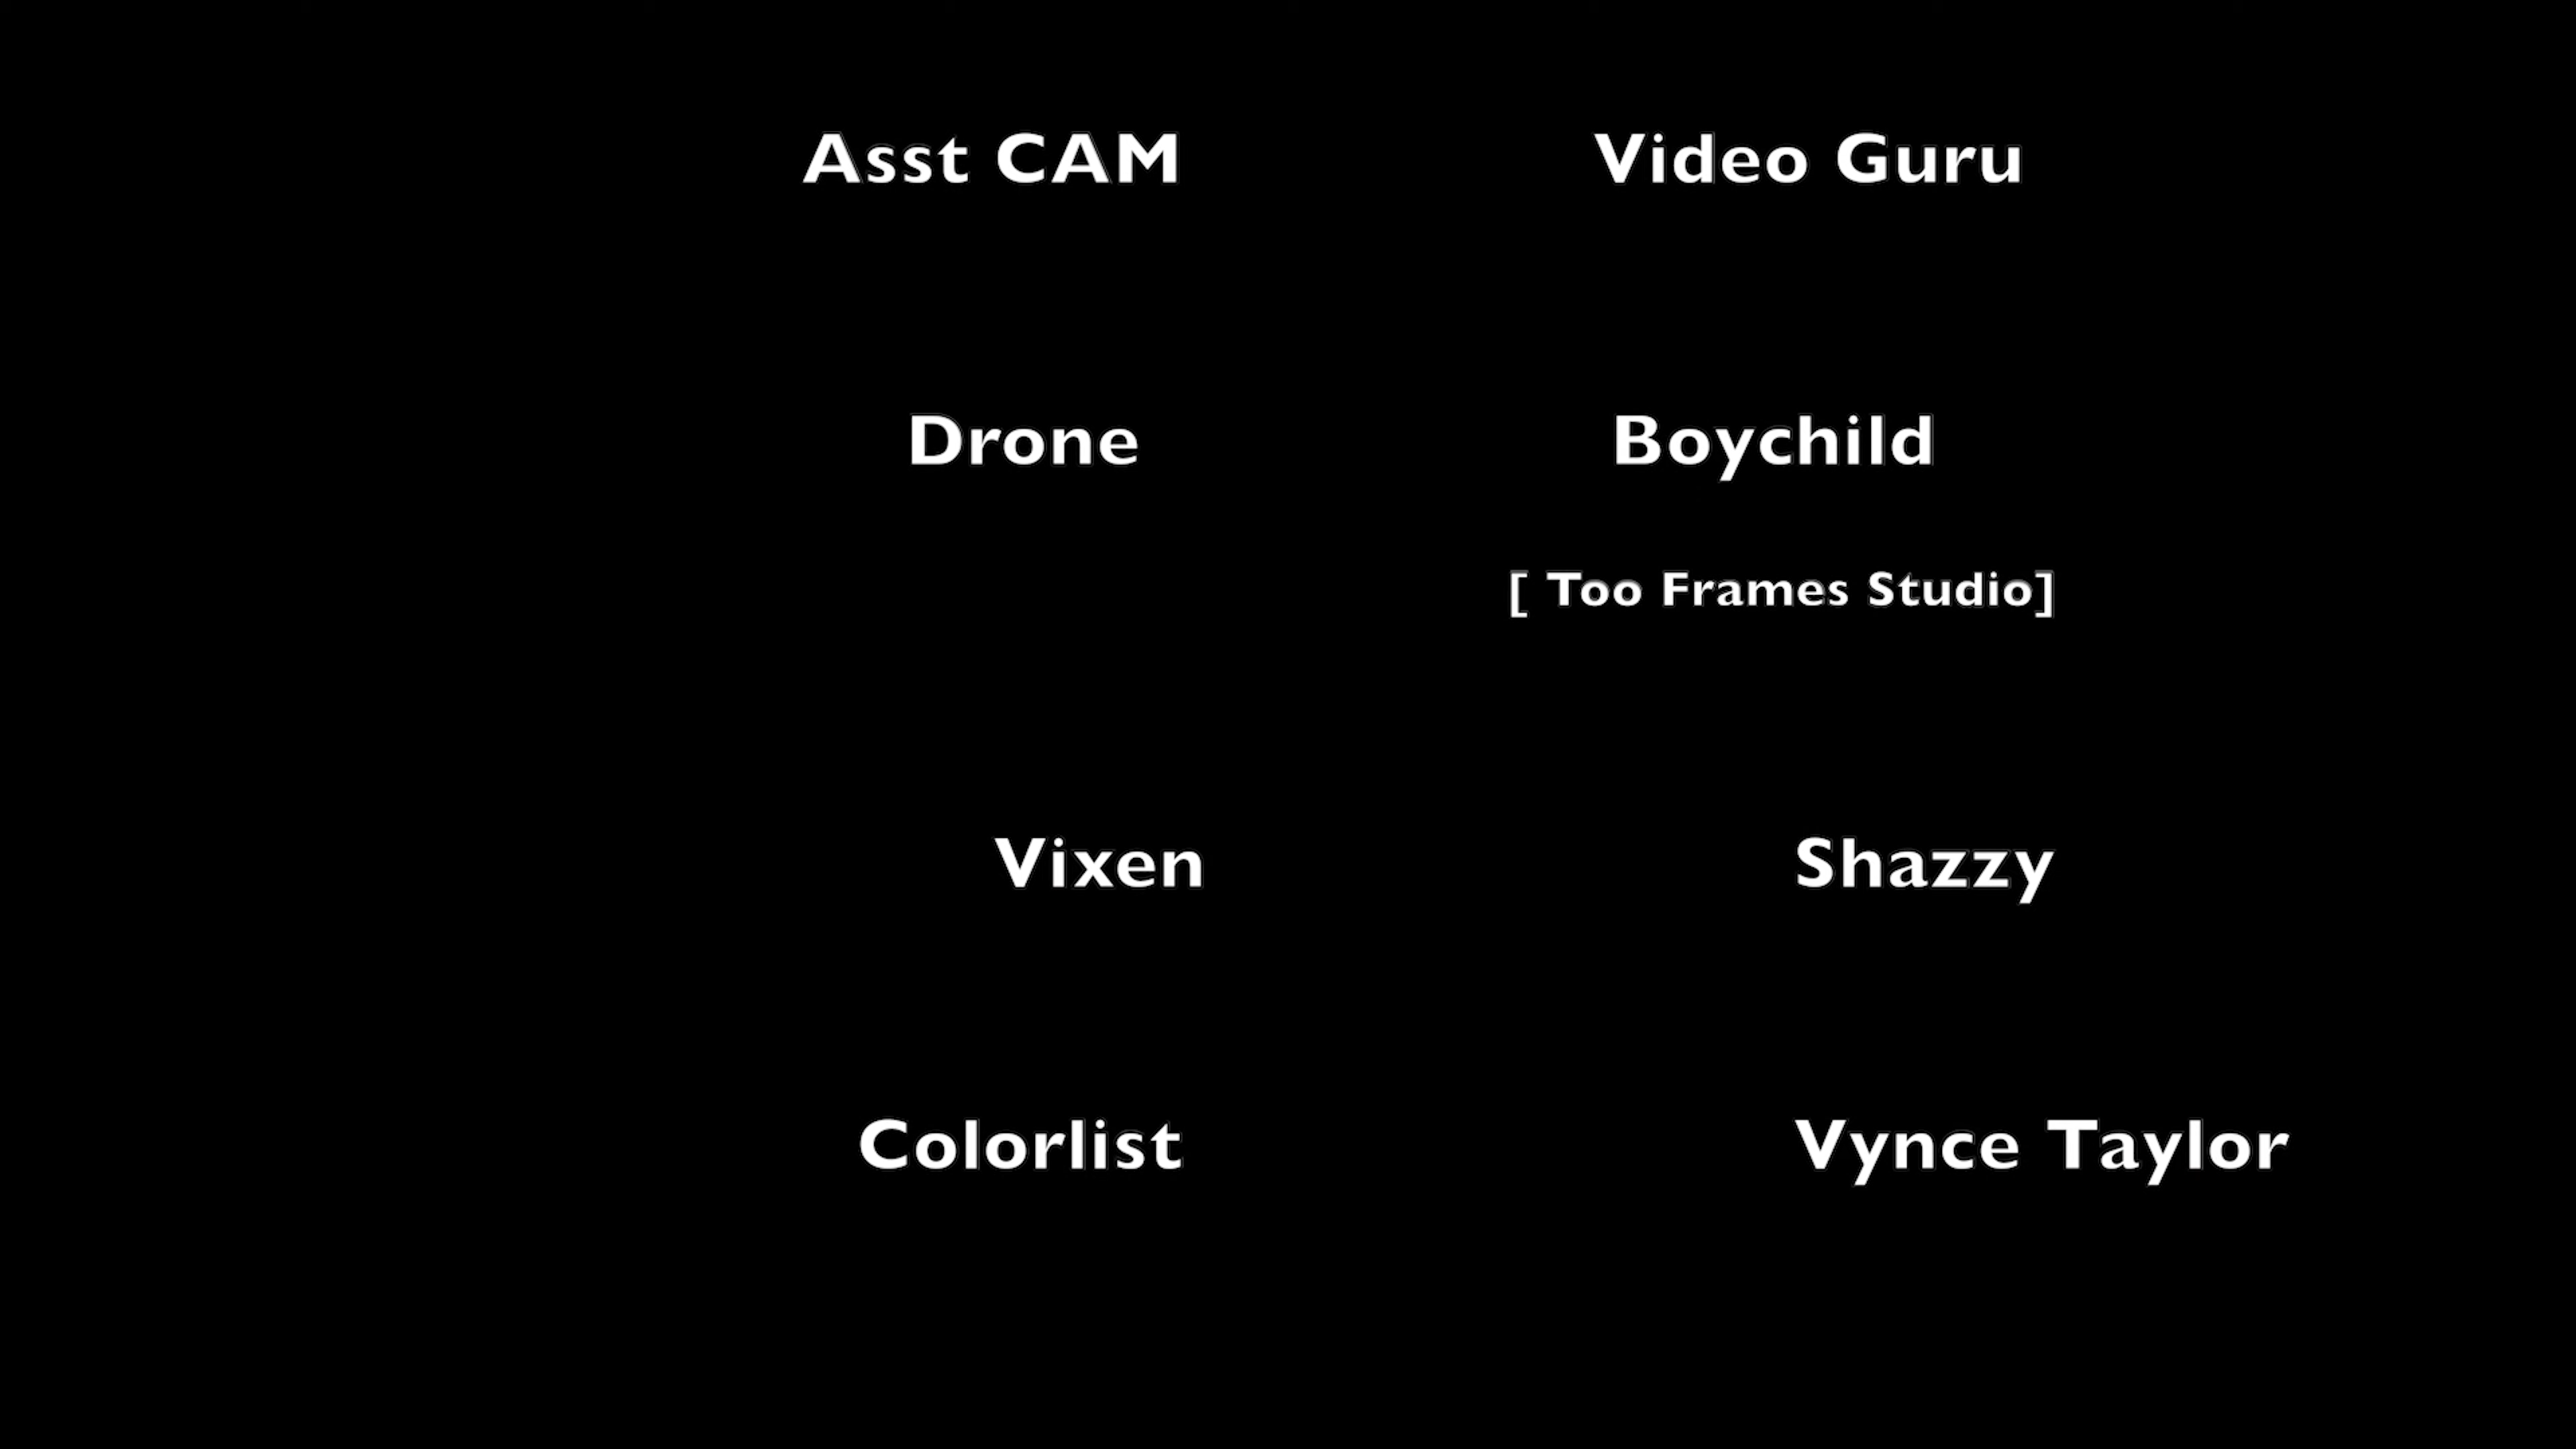 Asst CAM Video Guru
Drone Boychild
[ Too Frames Studio]
Vixen Shazzy
Colorlist Vynce Taylor